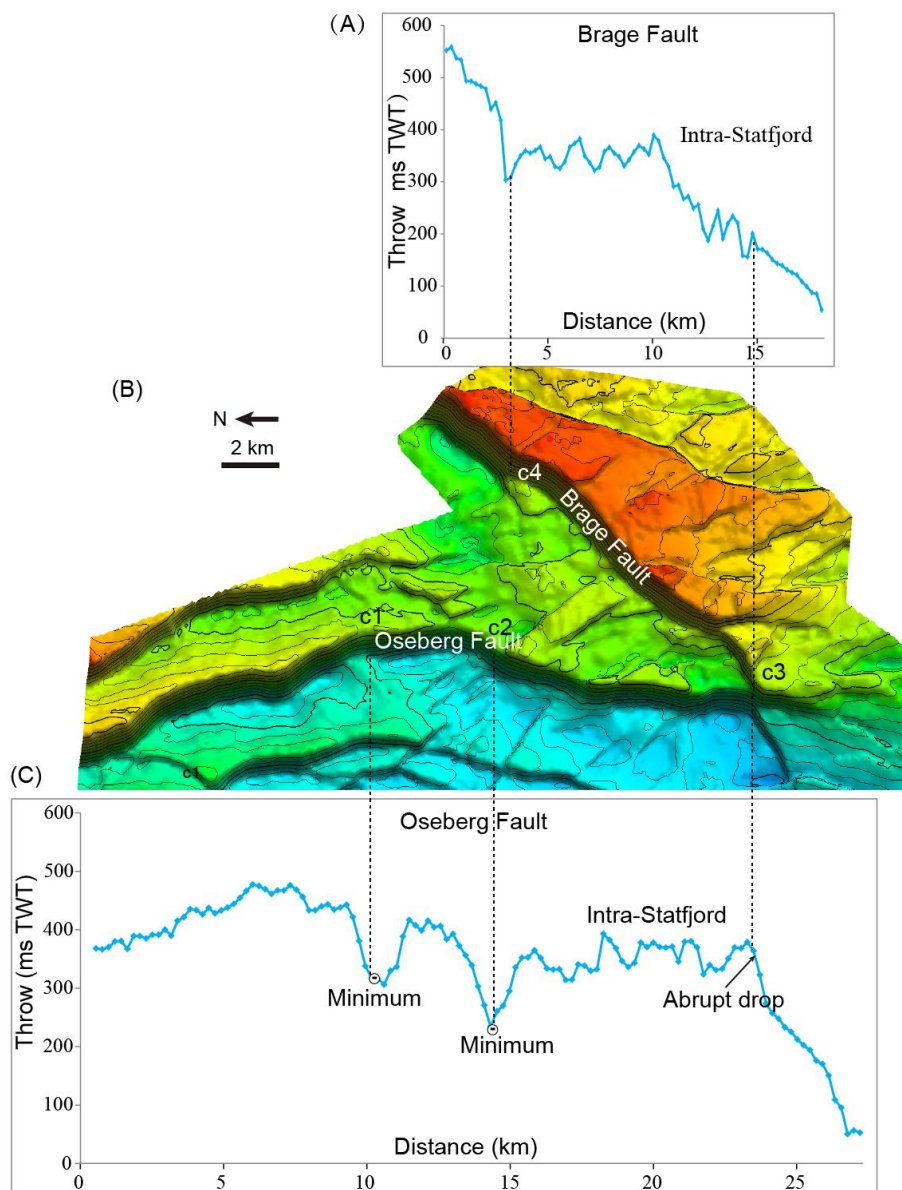 (A)
Brage Fault
Intra-Statfjord
Throw ms TWT)
600
500
400
300
200
100
0
0 5 10 15
Distance (km)
(B)
N
2 km
c4
Brage Fault
c1
c2
Oseberg Fault
c3
c1
(C)
Oseberg Fault
Throw (ms TWT)
600
500
400
300
200
100
0
Intra-Statfjord
Minimum
Abrupt drop
Minimum
Distance (km)
0 5 10 15 20 25